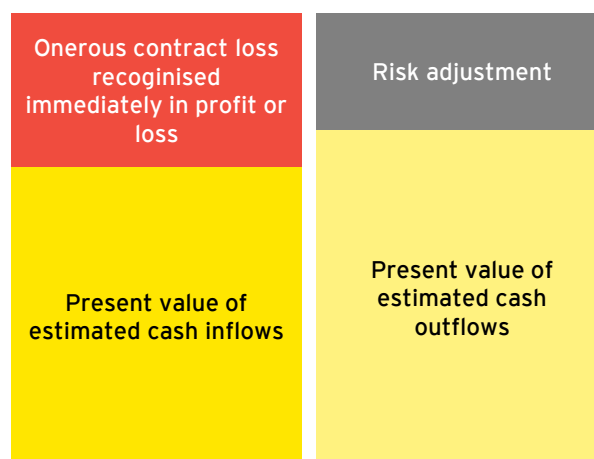 Onerous contract loss
recoginised
immediately in profit or
loss
Risk adjustment
Present value of
estimated cash inflows
Present value of
estimated cash
outflows